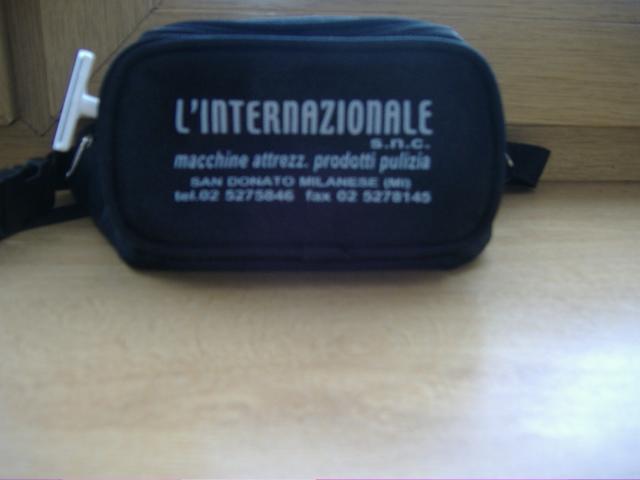 L'INTERNAZIONALE
s.n.c.
macchine attrezz. prodotti pulizia
SAN DONATO MILANESE (MI)
tel.02 5275846 fax 02 5278145